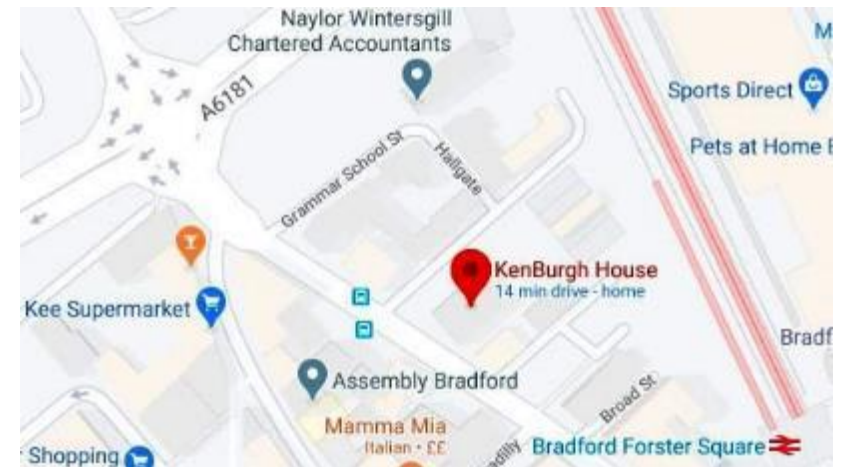 Naylor Wintersgill
Chartered Accountants
M
A6181
Sports Direct
Pets at Home B
Grammar School St
Hallgate
KenBurgh House
14 min drive - home
Kee Supermarket
Bradf
Assembly Bradford
Broad St
Mamma Mia
Italian • ££
adilly
Bradford Forster Square
Shopping